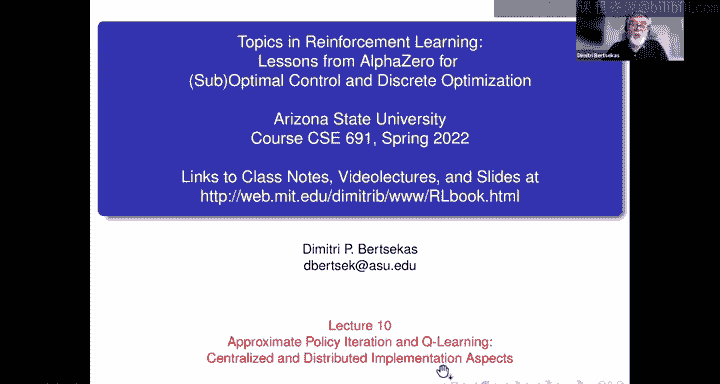 Topics in Reinforcement Learning:
Lessons from AlphaZero for
(Sub)Optimal Control and Discrete Optimization
Arizona State University
Course CSE 691, Spring 2022
Links to Class Notes, Videolectures, and Slides at
http://web.mit.edu/dimitrib/www/RLbook.html
Dimitri P. Bertsekas
dbertsek@asu.edu
Lecture 10
Approximate Policy Iteration and Q-Learning:
Centralized and Distributed Implementation Aspects
Dimitri Bertsekas